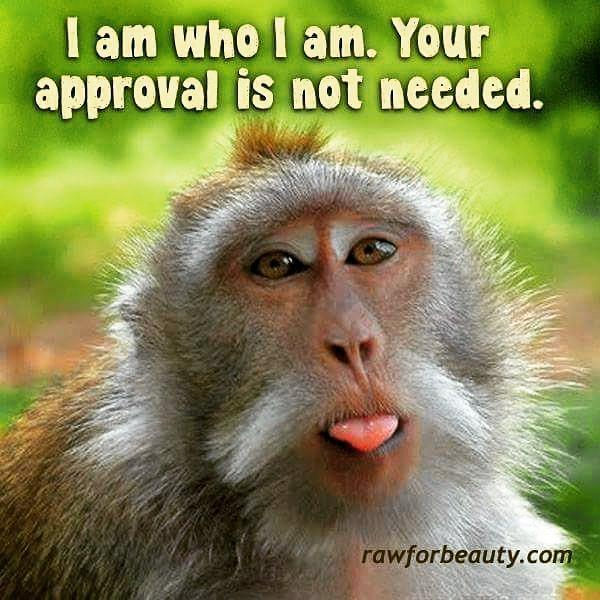 I am who I am. Your
approval is not needed.
rawforbeauty.com